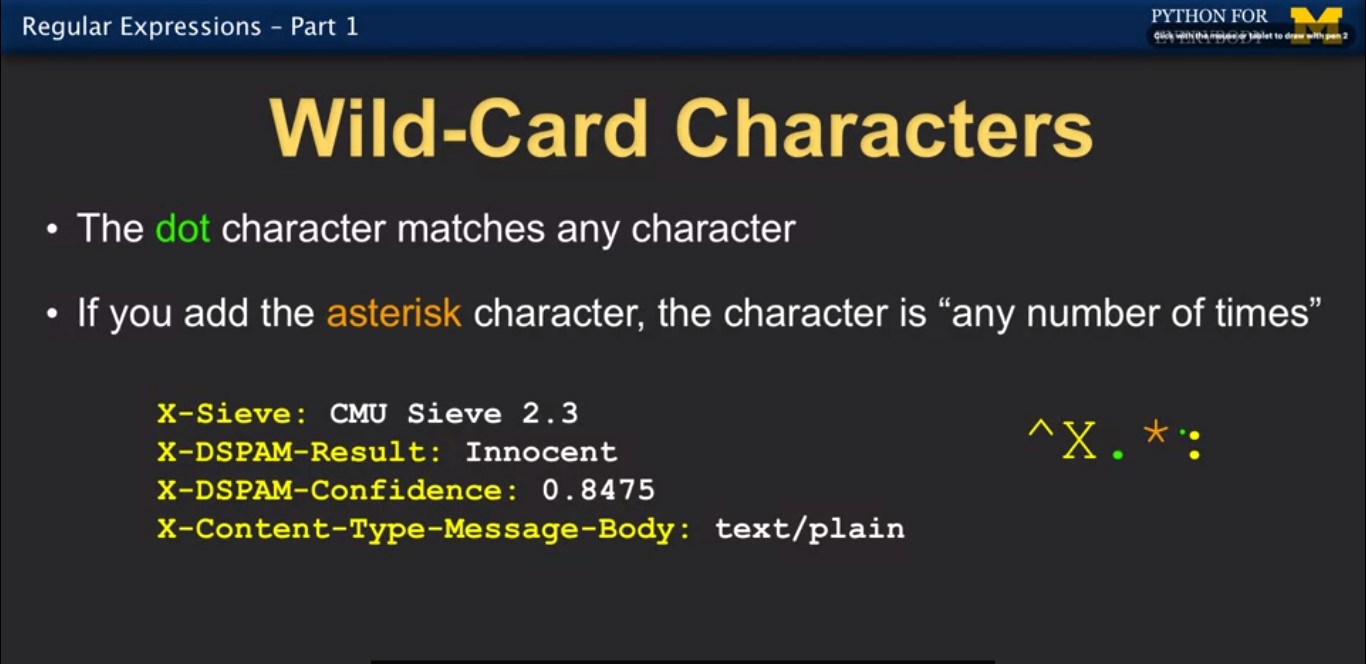 Regular Expressions – Part 1
PYTHON FOR
EVERYBODY
Click with the mouse or tablet to draw with pen 2
Wild-Card Characters
• The dot character matches any character
• If you add the asterisk character, the character is “any number of times”
X-Sieve: CMU Sieve 2.3
X-DSPAM-Result: Innocent
X-DSPAM-Confidence: 0.8475
X-Content-Type-Message-Body: text/plain
^X.*: